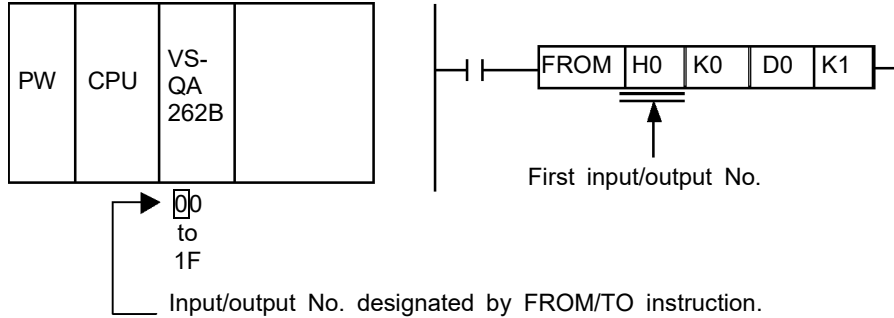 PW
CPU
VS-
QA
262B
FROM H0 K0 D0 K1
First input/output No.
00
to
1F
Input/output No. designated by FROM/TO instruction.